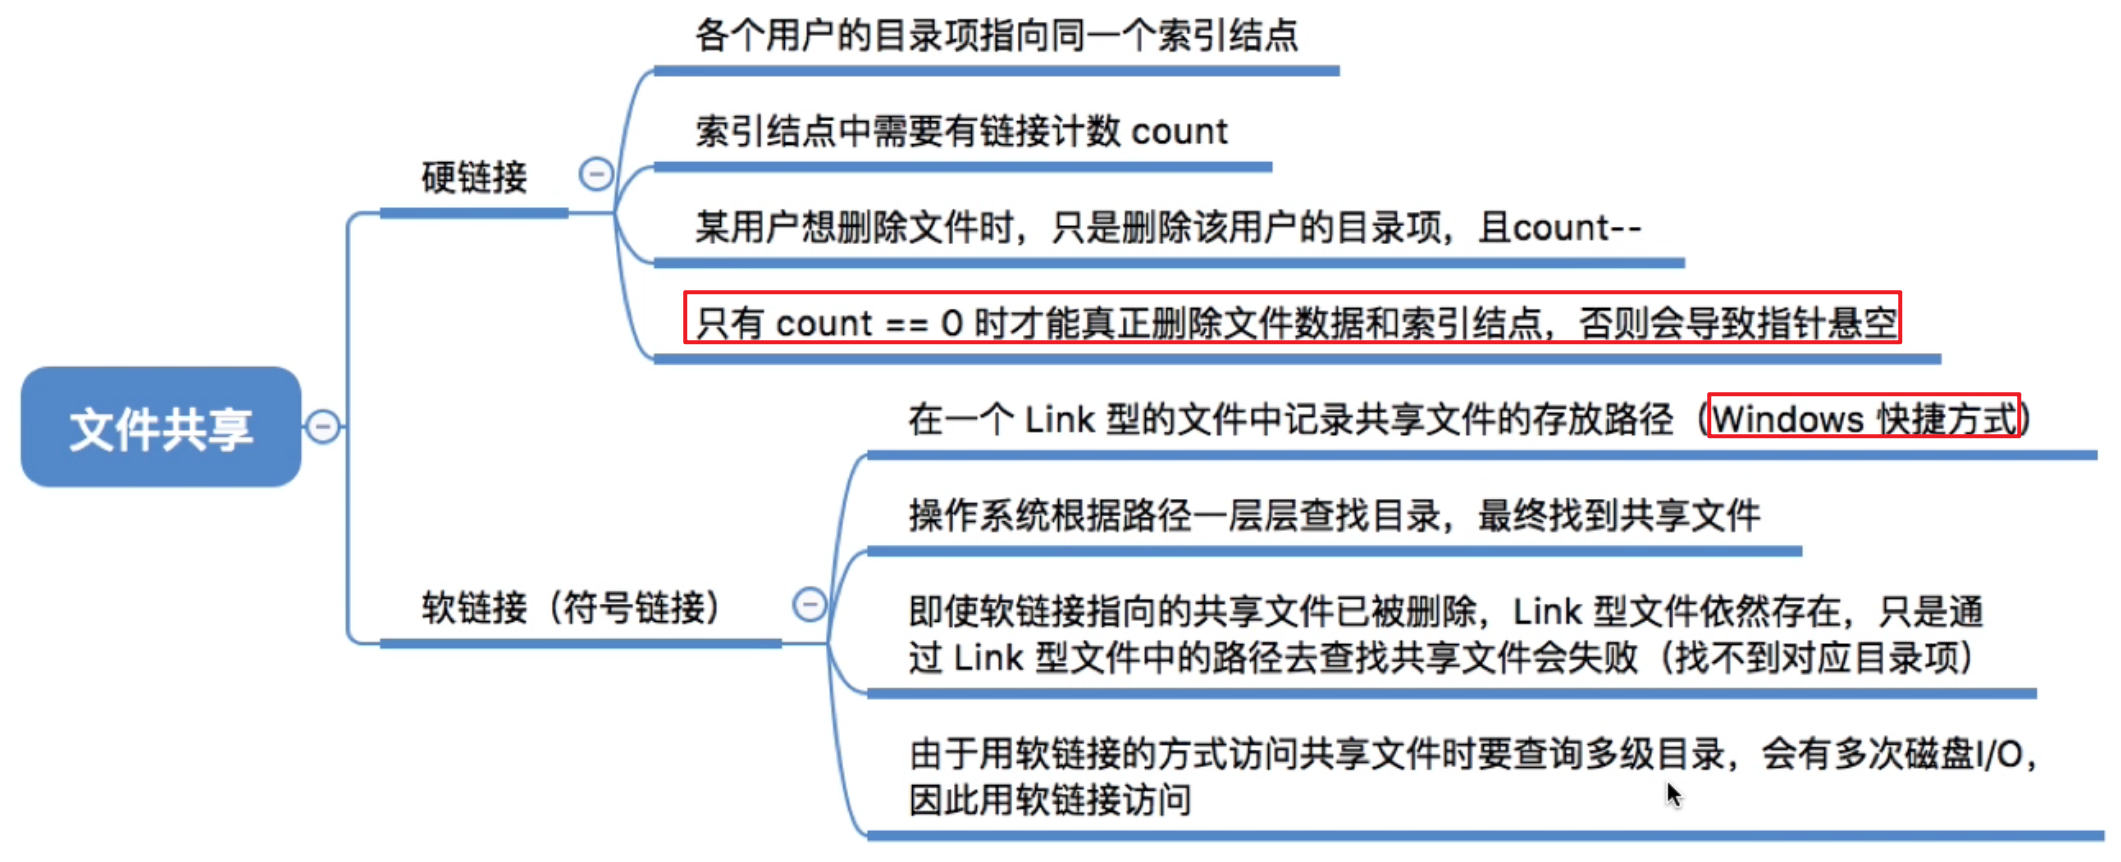 文件共享
硬链接
各个用户的目录项指向同一个索引结点
索引结点中需要有链接计数 count
某用户想删除文件时，只是删除该用户的目录项，且count--
只有 count == 0 时才能真正删除文件数据和索引结点，否则会导致指针悬空
软链接（符号链接）
在一个 Link 型的文件中记录共享文件的存放路径（Windows 快捷方式）
操作系统根据路径一层层查找目录，最终找到共享文件
即使软链接指向的共享文件已被删除，Link 型文件依然存在，只是通
过 Link 型文件中的路径去查找共享文件会失败（找不到对应目录项）
由于用软链接的方式访问共享文件时要查询多级目录，会有多次磁盘I/O，
因此用软链接访问